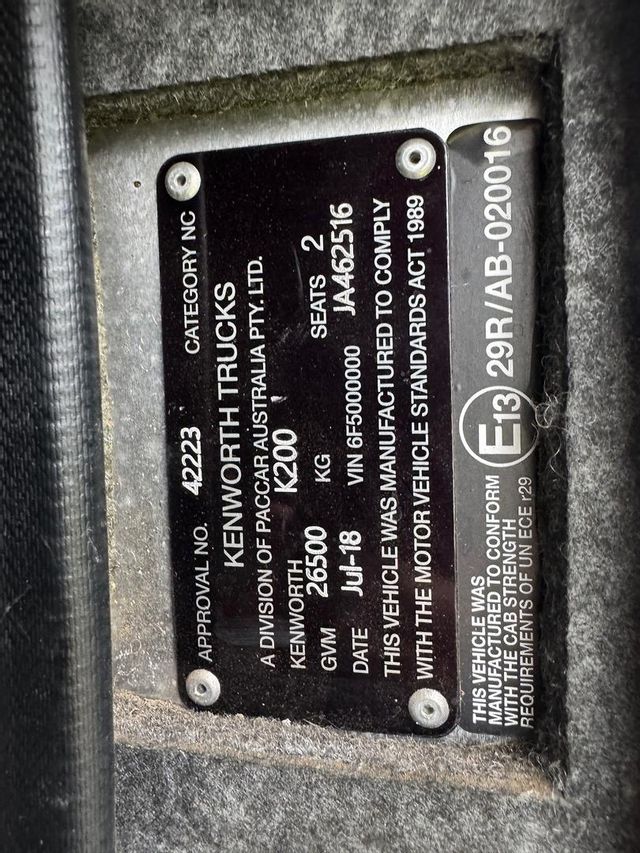 APPROVAL NO. 42223 CATEGORY NC
KENWORTH TRUCKS
A DIVISION OF PACCAR AUSTRALIA PTY. LTD.
KENWORTH K200
GVM 26500 KG SEATS 2
DATE Jul-18 VIN 6F5000000 JA462516
THIS VEHICLE WAS MANUFACTURED TO COMPLY
WITH THE MOTOR VEHICLE STANDARDS ACT 1989
THIS VEHICLE WAS
MANUFACTURED TO CONFORM
WITH THE CAB STRENGTH
REQUIREMENTS OF UN ECE r29
E13 29R/AB-020016